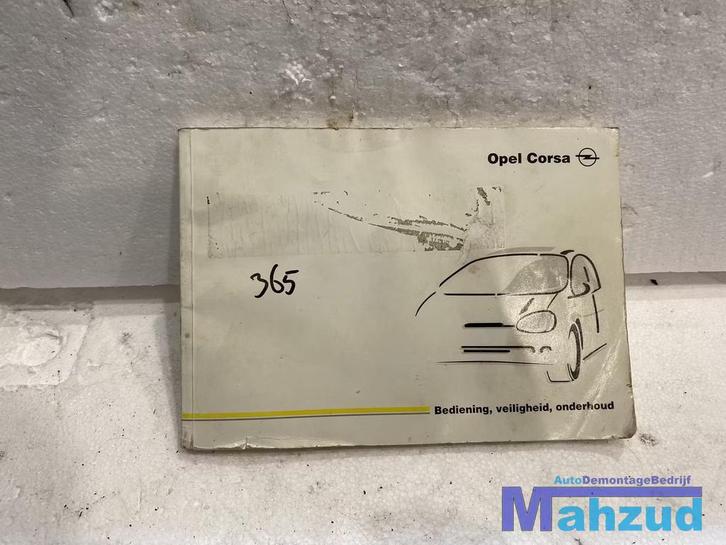 Opel Corsa
365
Bediening, veiligheid, onderhoud
AutoDemontageBedrijf
Mahzud